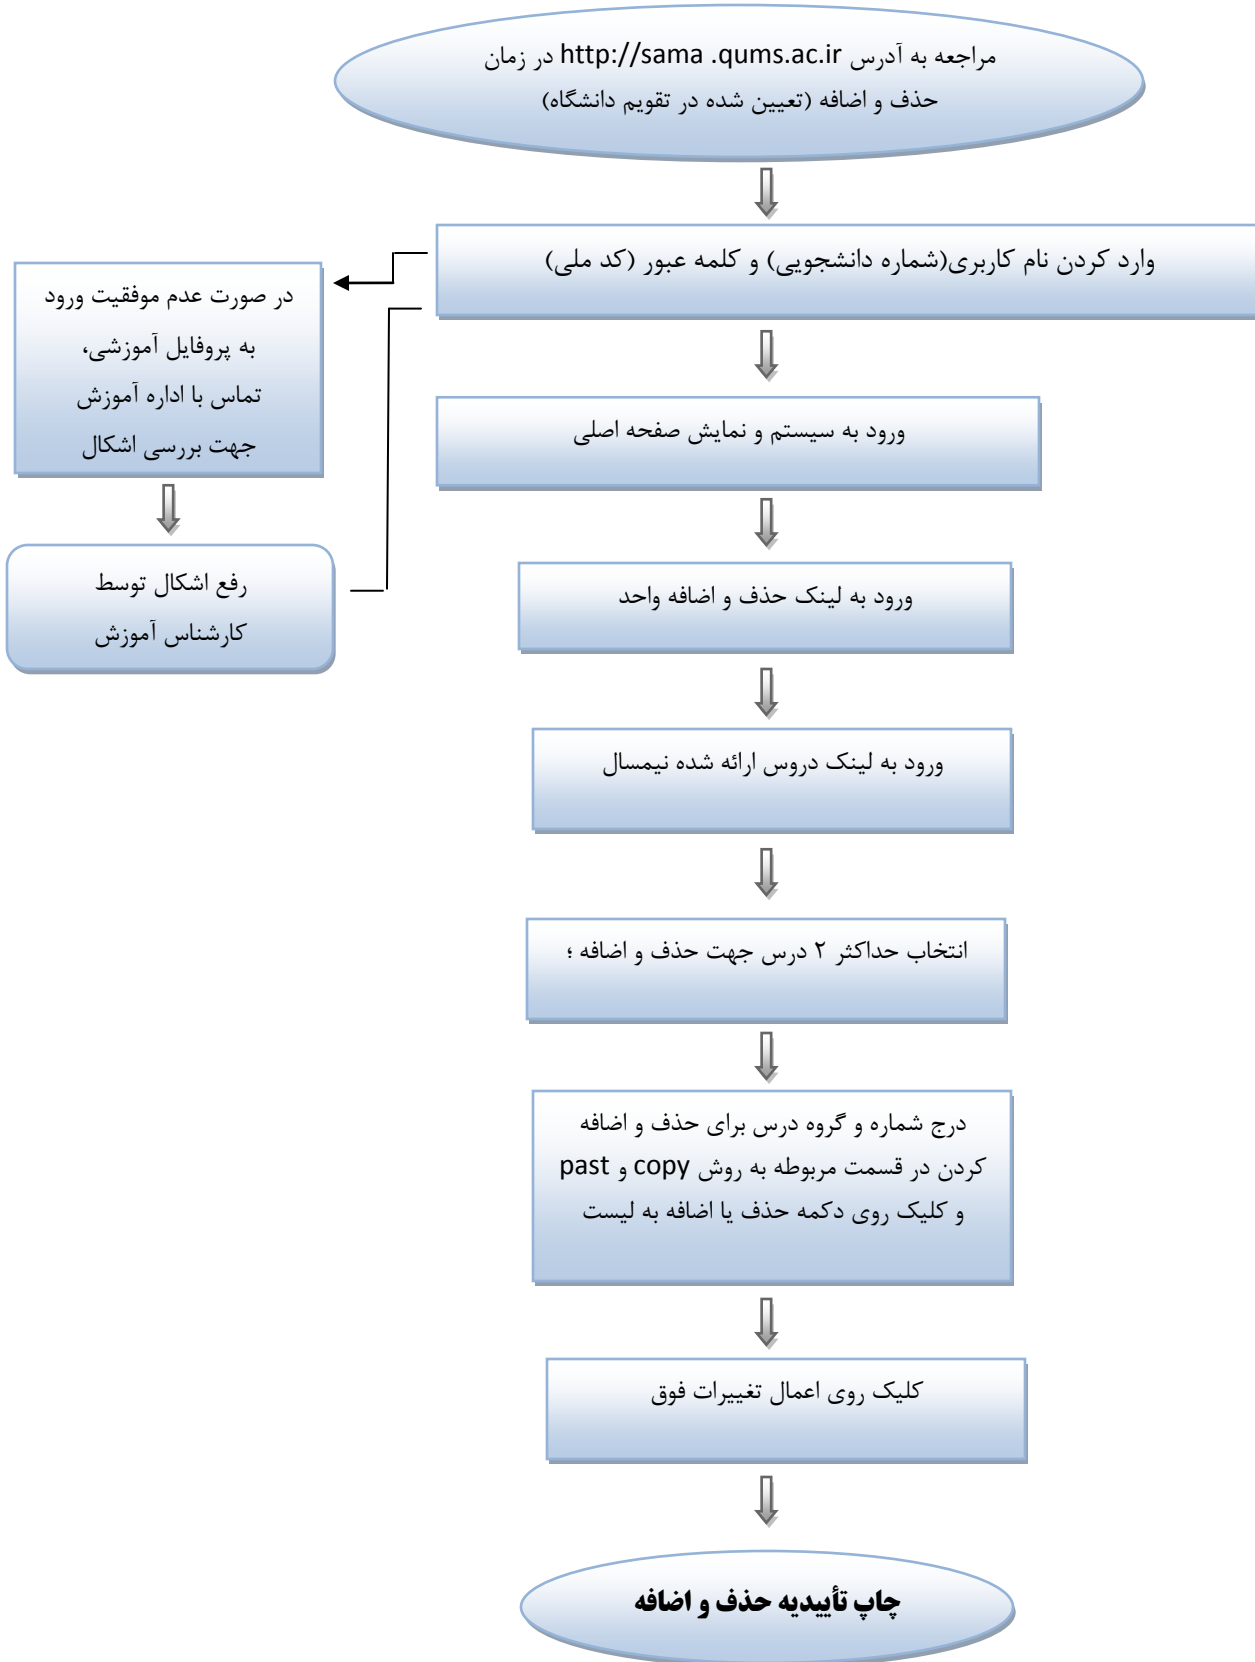 مراجعه به آدرس http://sama .qums.ac.ir در زمان
حذف و اضافه (تعیین شده در تقویم دانشگاه)
وارد کردن نام کاربری(شماره دانشجویی) و کلمه عبور (کد ملی)
در صورت عدم موفقیت ورود
به پروفایل آموزشی،
تماس با اداره آموزش
جهت بررسی اشکال
رفع اشکال توسط
کارشناس آموزش
ورود به سیستم و نمایش صفحه اصلی
ورود به لینک حذف و اضافه واحد
ورود به لینک دروس ارائه شده نیمسال
انتخاب حداکثر ۲ درس جهت حذف و اضافه ؛
درج شماره و گروه درس برای حذف و اضافه
کردن در قسمت مربوطه به روش copy و past
و کلیک روی دکمه حذف یا اضافه به لیست
کلیک روی اعمال تغییرات فوق
چاپ تأییدیه حذف و اضافه